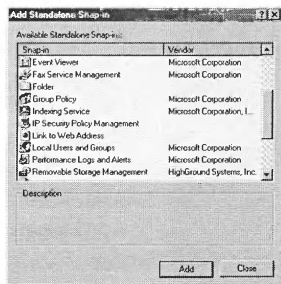 Add Standalone Snap-in
Available Standalone Snap-ins:
Snap-in Vendor
Event Viewer Microsoft Corporation
Fax Service Management Microsoft Corporation
Folder
Group Policy Microsoft Corporation
Indexing Service Microsoft Corporation, I...
IP Security Policy Management
Link to Web Address
Local Users and Groups Microsoft Corporation
Performance Logs and Alerts Microsoft Corporation
Removable Storage Management HighGround Systems, Inc.
Description
Add Close